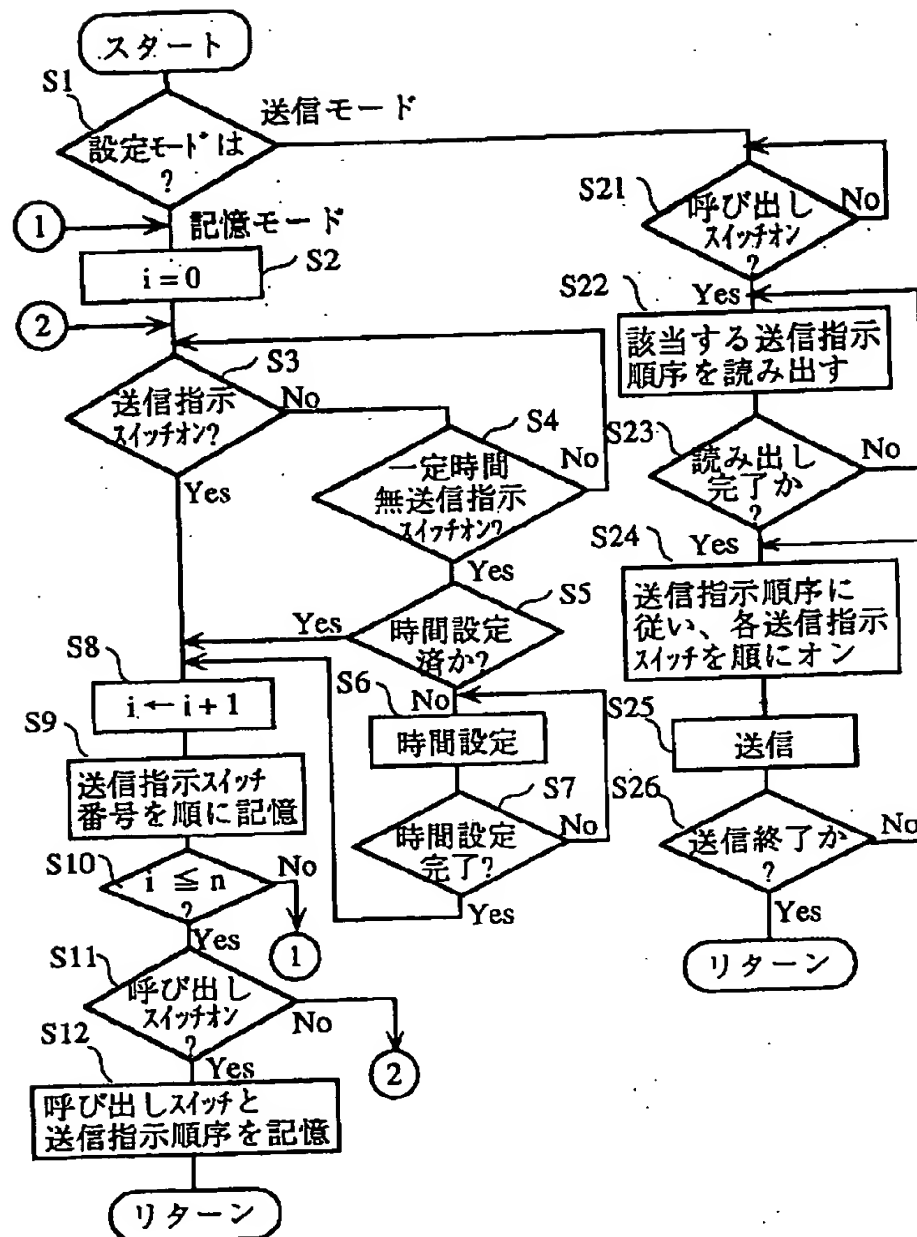 スタート
S1
設定モードは
?
送信モード
1
記憶モード
i = 0
S2
2
S3
送信指示
スイッチオン?
No
Yes
S4
一定時間
無送信指示
スイッチオン?
No
Yes
S5
時間設定
済か?
Yes
No
S6
時間設定
S7
時間設定
完了?
No
Yes
S8
i ← i + 1
S9
送信指示スイッチ
番号を順に記憶
S10
i ≦ n
?
No
1
Yes
S11
呼び出し
スイッチオン
?
No
2
Yes
S12
呼び出しスイッチと
送信指示順序を記憶
リターン
S21
呼び出し
スイッチオン
?
No
Yes
S22
該当する送信指示
順序を読み出す
S23
読み出し
完了か
?
No
Yes
S24
送信指示順序に
従い、各送信指示
スイッチを順にオン
S25
送信
S26
送信終了か
?
No
Yes
リターン